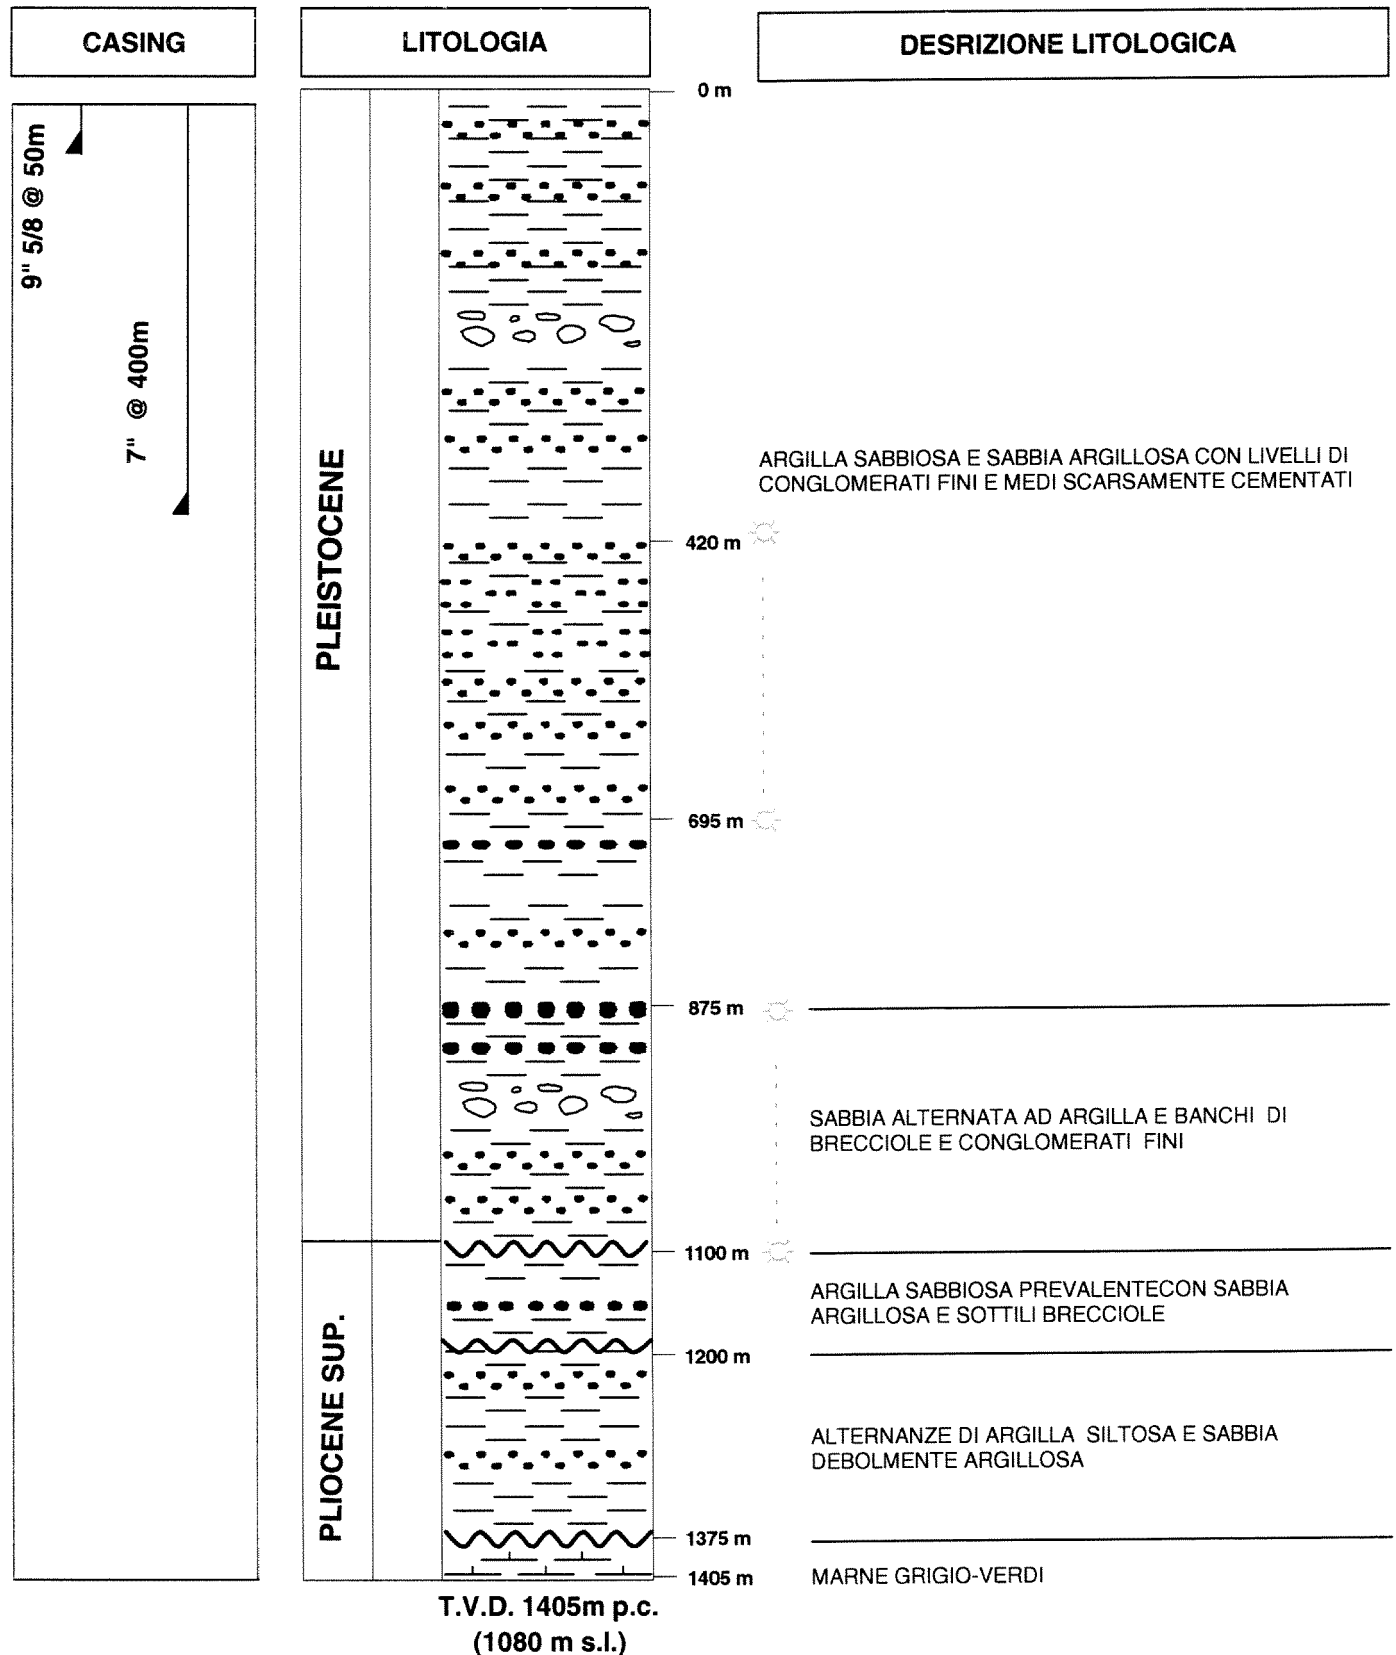 CASING
LITOLOGIA
DESRIZIONE LITOLOGICA
9" 5/8 @ 50m
7" @ 400m
PLEISTOCENE
PLIOCENE SUP.
0 m
420 m
695 m
875 m
1100 m
1200 m
1375 m
1405 m
ARGILLA SABBIOSA E SABBIA ARGILLOSA CON LIVELLI DI
CONGLOMERATI FINI E MEDI SCARSAMENTE CEMENTATI
SABBIA ALTERNATA AD ARGILLA E BANCHI DI
BRECCIOLE E CONGLOMERATI FINI
ARGILLA SABBIOSA PREVALENTECON SABBIA
ARGILLOSA E SOTTILI BRECCIOLE
ALTERNANZE DI ARGILLA SILTOSA E SABBIA
DEBOLMENTE ARGILLOSA
MARNE GRIGIO-VERDI
T.V.D. 1405m p.c.
(1080 m s.l.)